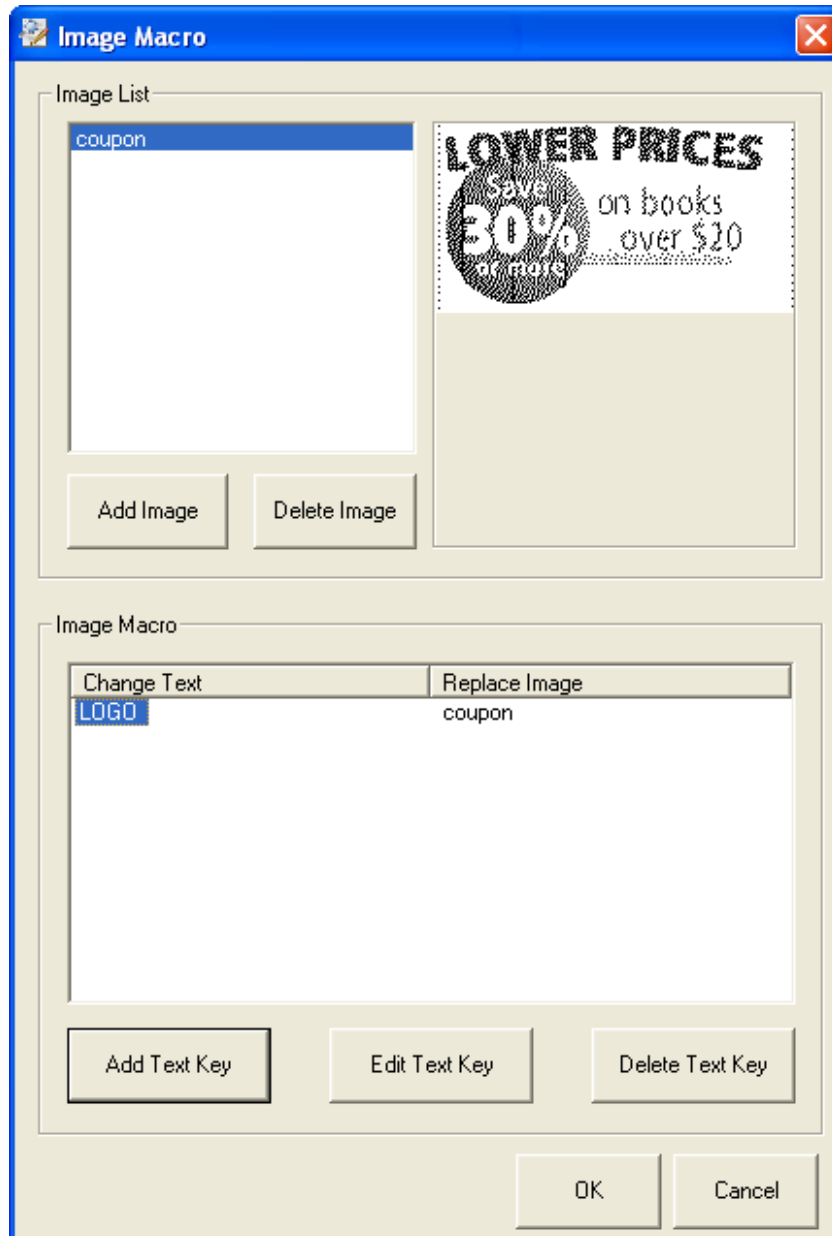 Image Macro
Image List
coupon
LOWER PRICES
Save
30%
or more
on books
over $20
Add Image
Delete Image
Image Macro
Change Text Replace Image
LOGO coupon
Add Text Key
Edit Text Key
Delete Text Key
OK
Cancel